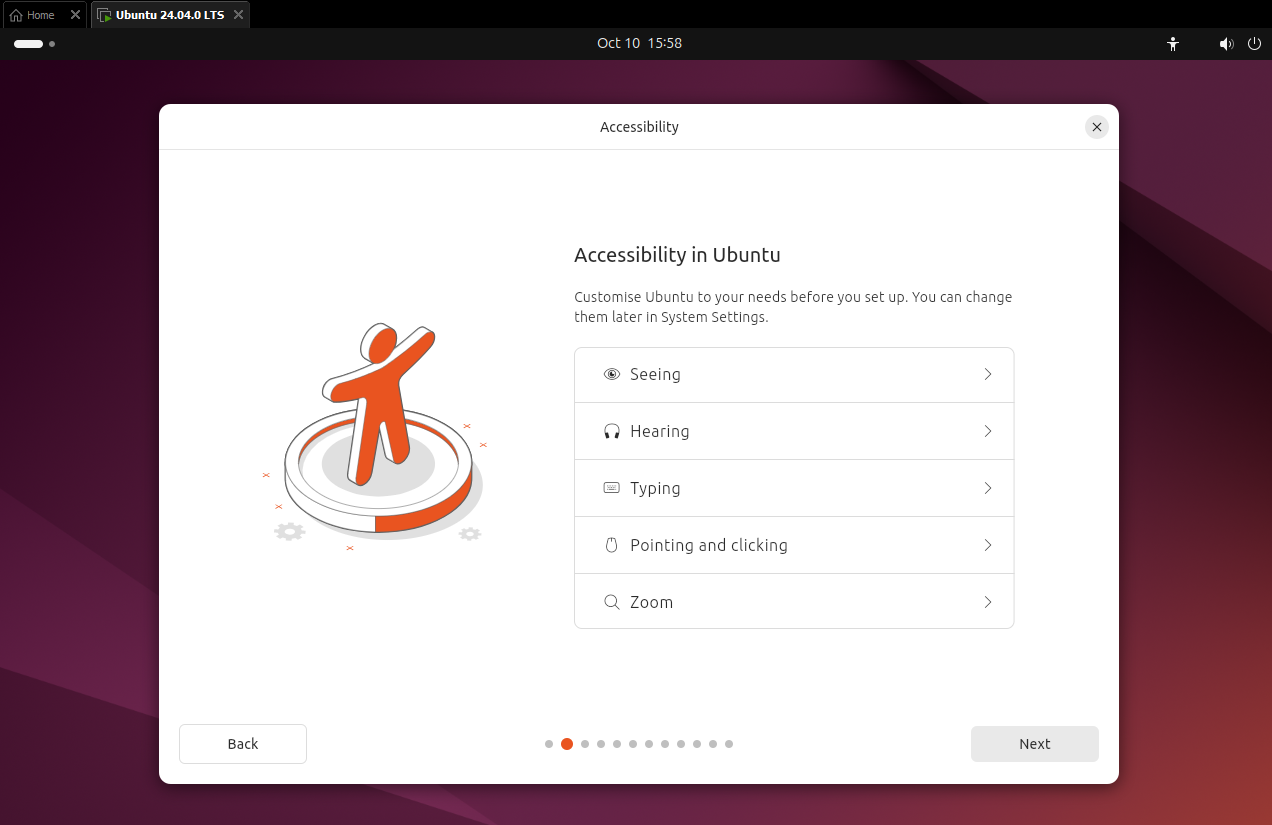 Home
Ubuntu 24.04.0 LTS
Oct 10 15:58
Accessibility
Accessibility in Ubuntu
Customise Ubuntu to your needs before you set up. You can change
them later in System Settings.
Seeing
Hearing
Typing
Pointing and clicking
Zoom
Back
Next